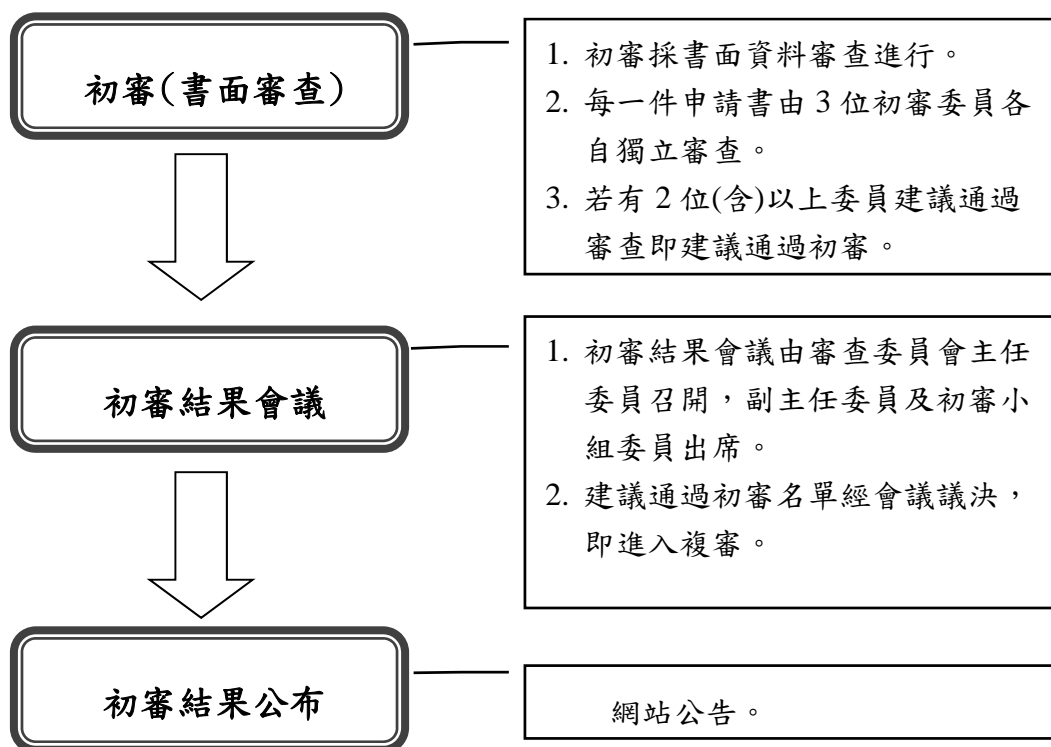 初審(書面審查)
1. 初審採書面資料審查進行。
2. 每一件申請書由 3 位初審委員各
自獨立審查。
3. 若有 2 位(含)以上委員建議通過
審查即建議通過初審。
初審結果會議
1. 初審結果會議由審查委員會主任
委員召開，副主任委員及初審小
組委員出席。
2. 建議通過初審名單經會議議決，
即進入複審。
初審結果公布
網站公告。